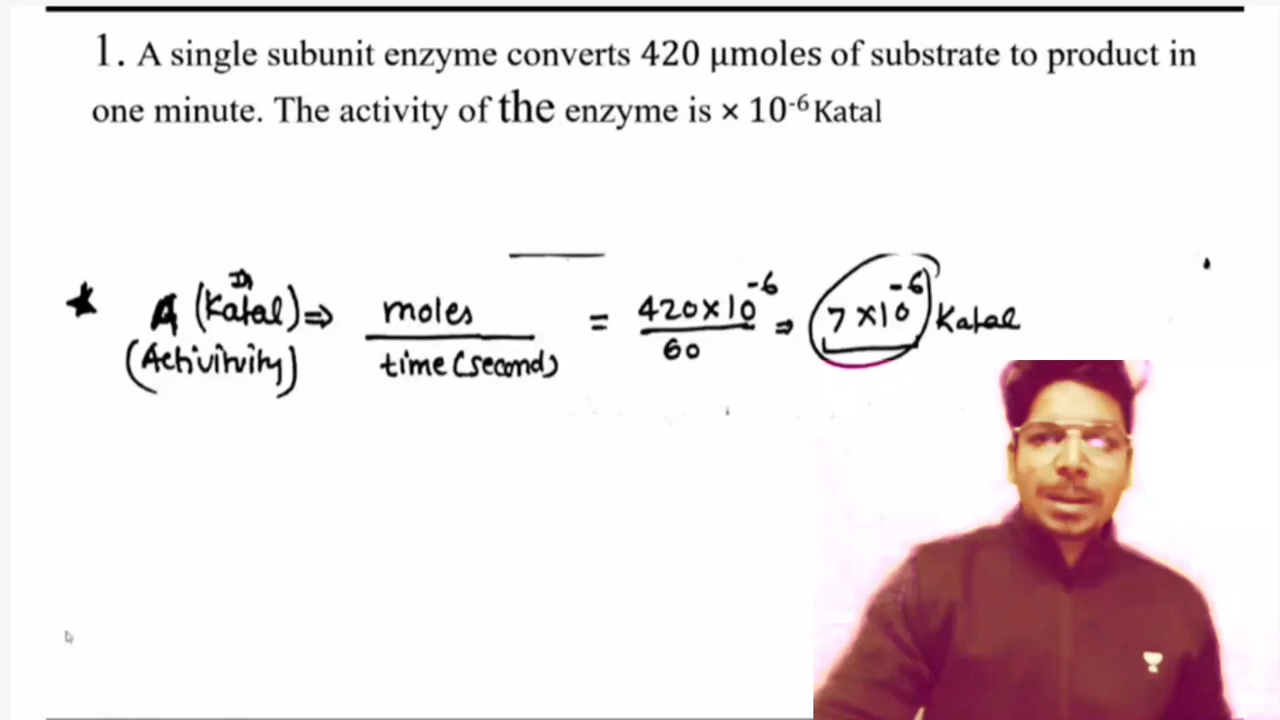 1. A single subunit enzyme converts 420 μmoles of substrate to product in
one minute. The activity of the enzyme is × 10⁻⁶ Katal
A (Katal) ⇒ moles / time (second) = 420×10⁻⁶ / 60 ⇒ 7×10⁻⁶ Katal